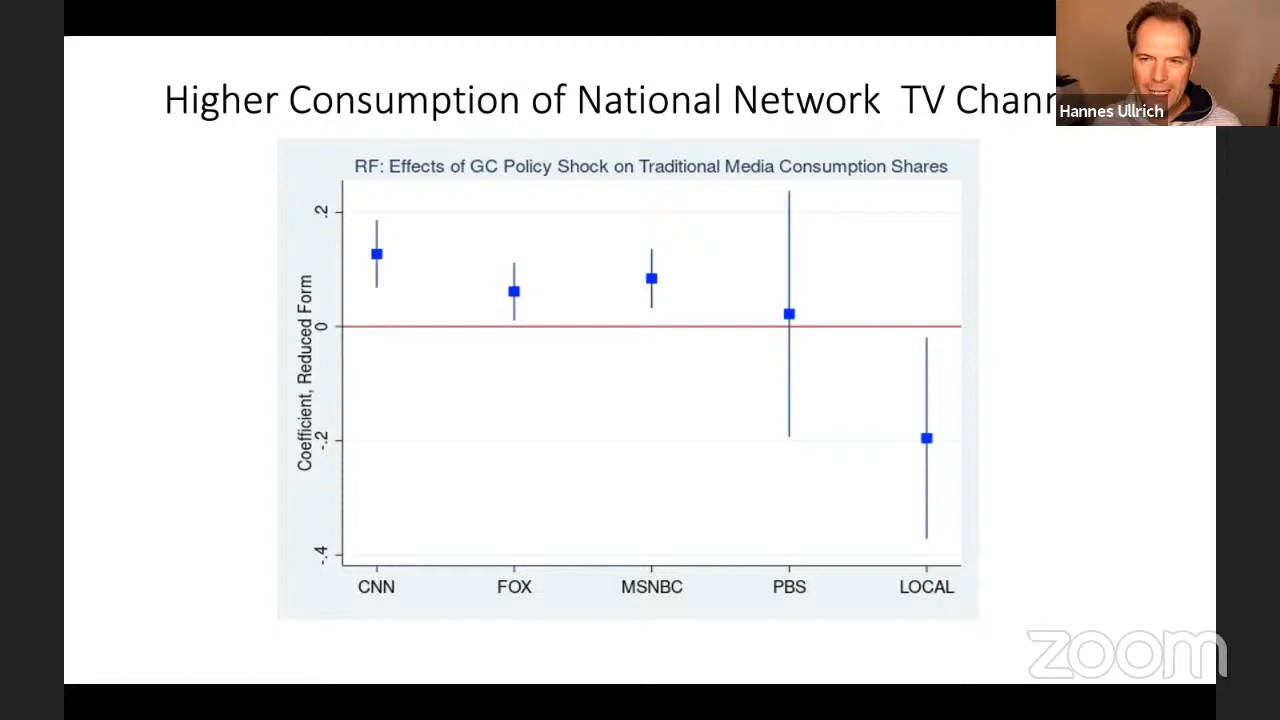 Higher Consumption of National Network TV Chann
Hannes Ullrich
RF: Effects of GC Policy Shock on Traditional Media Consumption Shares
Coefficient, Reduced Form
.2
0
-.2
-.4
CNN FOX MSNBC PBS LOCAL
zoom